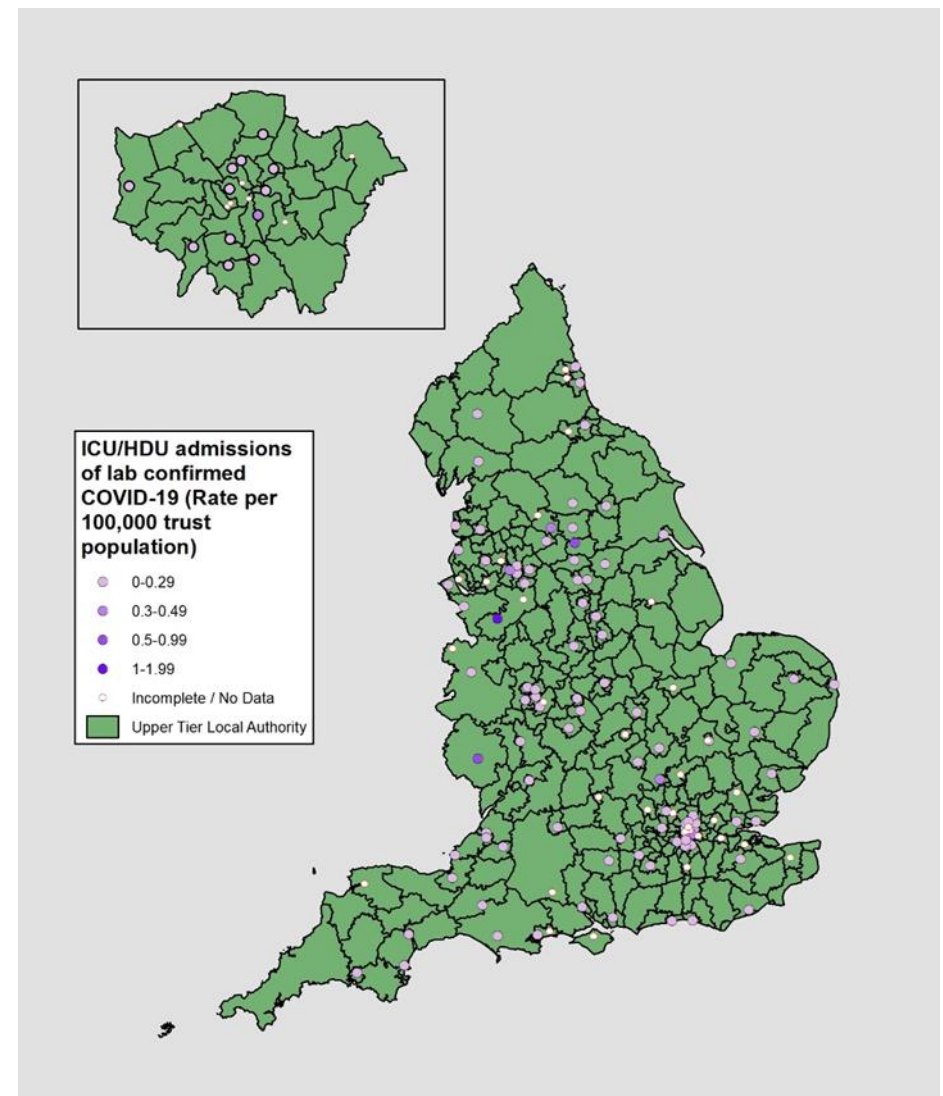 ICU/HDU admissions
of lab confirmed
COVID-19 (Rate per
100,000 trust
population)
0-0.29
0.3-0.49
0.5-0.99
1-1.99
Incomplete / No Data
Upper Tier Local Authority